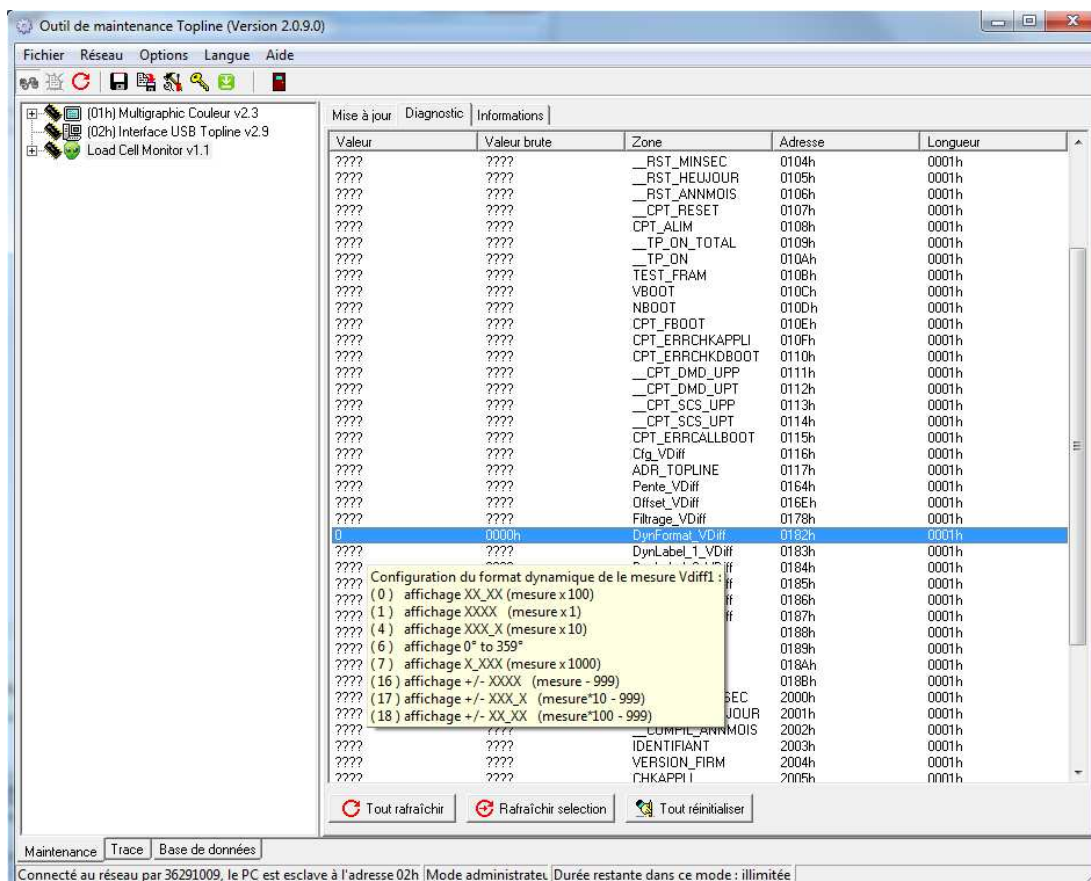 Outil de maintenance Topline (Version 2.0.9.0)
Fichier Réseau Options Langue Aide
(01h) Multigraphic Couleur v2.3
(02h) Interface USB Topline v2.9
Load Cell Monitor v1.1
Mise à jour Diagnostic Informations
Valeur Valeur brute Zone Adresse Longueur
???? ???? __RST_MINSEC 0104h 0001h
???? ???? __RST_HEUJOUR 0105h 0001h
???? ???? __RST_ANNMOIS 0106h 0001h
???? ???? __CPT_RESET 0107h 0001h
???? ???? CPT_ALIM 0108h 0001h
???? ???? __TP_ON_TOTAL 0109h 0001h
???? ???? __TP_ON 010Ah 0001h
???? ???? TEST_FRAM 010Bh 0001h
???? ???? VBOOT 010Ch 0001h
???? ???? NBOOT 010Dh 0001h
???? ???? CPT_FBOOT 010Eh 0001h
???? ???? CPT_ERRCHKAPPLI 010Fh 0001h
???? ???? CPT_ERRCHKDBOOT 0110h 0001h
???? ???? __CPT_DMD_UPP 0111h 0001h
???? ???? __CPT_DMD_UPT 0112h 0001h
???? ???? __CPT_SCS_UPP 0113h 0001h
???? ???? __CPT_SCS_UPT 0114h 0001h
???? ???? CPT_ERRCALLBOOT 0115h 0001h
???? ???? Cfg_VDiff 0116h 0001h
???? ???? ADR_TOPLINE 0117h 0001h
???? ???? Pente_VDiff 0164h 0001h
???? ???? Offset_VDiff 016Eh 0001h
???? ???? Filtrage_VDiff 0178h 0001h
0 0000h DynFormat_VDiff 0182h 0001h
???? ???? DynLabel_1_VDiff 0183h 0001h
???? 0184h 0001h
???? ff 0185h 0001h
???? ff 0186h 0001h
???? ff 0187h 0001h
???? 0188h 0001h
???? 0189h 0001h
???? 018Ah 0001h
???? 018Bh 0001h
???? SEC 2000h 0001h
???? JOUR 2001h 0001h
???? ???? __COMPIL_ANNMOIS 2002h 0001h
???? ???? IDENTIFIANT 2003h 0001h
???? ???? VERSION_FIRM 2004h 0001h
???? ???? CHKAPPLI 2005h 0001h
Configuration du format dynamique de le mesure Vdiff1 :
( 0 ) affichage XX_XX (mesure x 100)
( 1 ) affichage XXXX (mesure x 1)
( 4 ) affichage XXX_X (mesure x 10)
( 6 ) affichage 0° to 359°
( 7 ) affichage X_XXX (mesure x 1000)
( 16 ) affichage +/- XXXX (mesure - 999)
( 17 ) affichage +/- XXX_X (mesure*10 - 999)
( 18 ) affichage +/- XX_XX (mesure*100 - 999)
Tout rafraîchir Rafraîchir selection Tout réinitialiser
Maintenance Trace Base de données
Connecté au réseau par 36291009, le PC est esclave à l'adresse 02h Mode administrateu Durée restante dans ce mode : illimitée